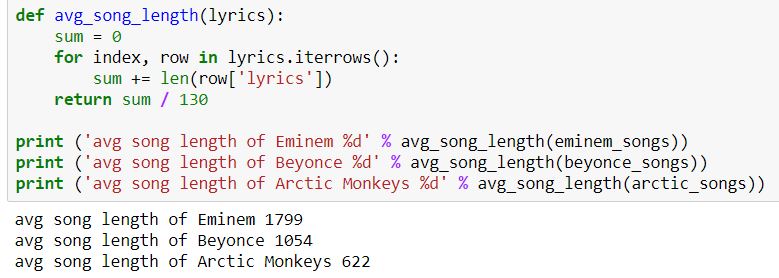 def avg_song_length(lyrics):
    sum = 0
    for index, row in lyrics.iterrows():
        sum += len(row['lyrics'])
    return sum / 130
print ('avg song length of Eminem %d' % avg_song_length(eminem_songs))
print ('avg song length of Beyonce %d' % avg_song_length(beyonce_songs))
print ('avg song length of Arctic Monkeys %d' % avg_song_length(arctic_songs))
avg song length of Eminem 1799
avg song length of Beyonce 1054
avg song length of Arctic Monkeys 622